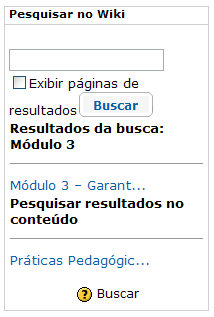 Pesquisar no Wiki
Exibir páginas de
resultados Buscar
Resultados da busca:
Módulo 3
Módulo 3 – Garant...
Pesquisar resultados no
conteúdo
Práticas Pedagógic...
? Buscar